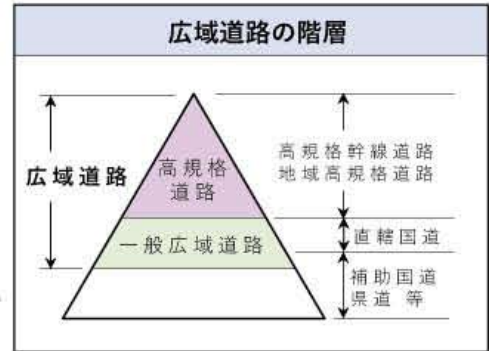 広域道路の階層
広域道路
高規格
道路
一般広域道路
高規格幹線道路
地域高規格道路
直轄国道
補助国道
県道 等